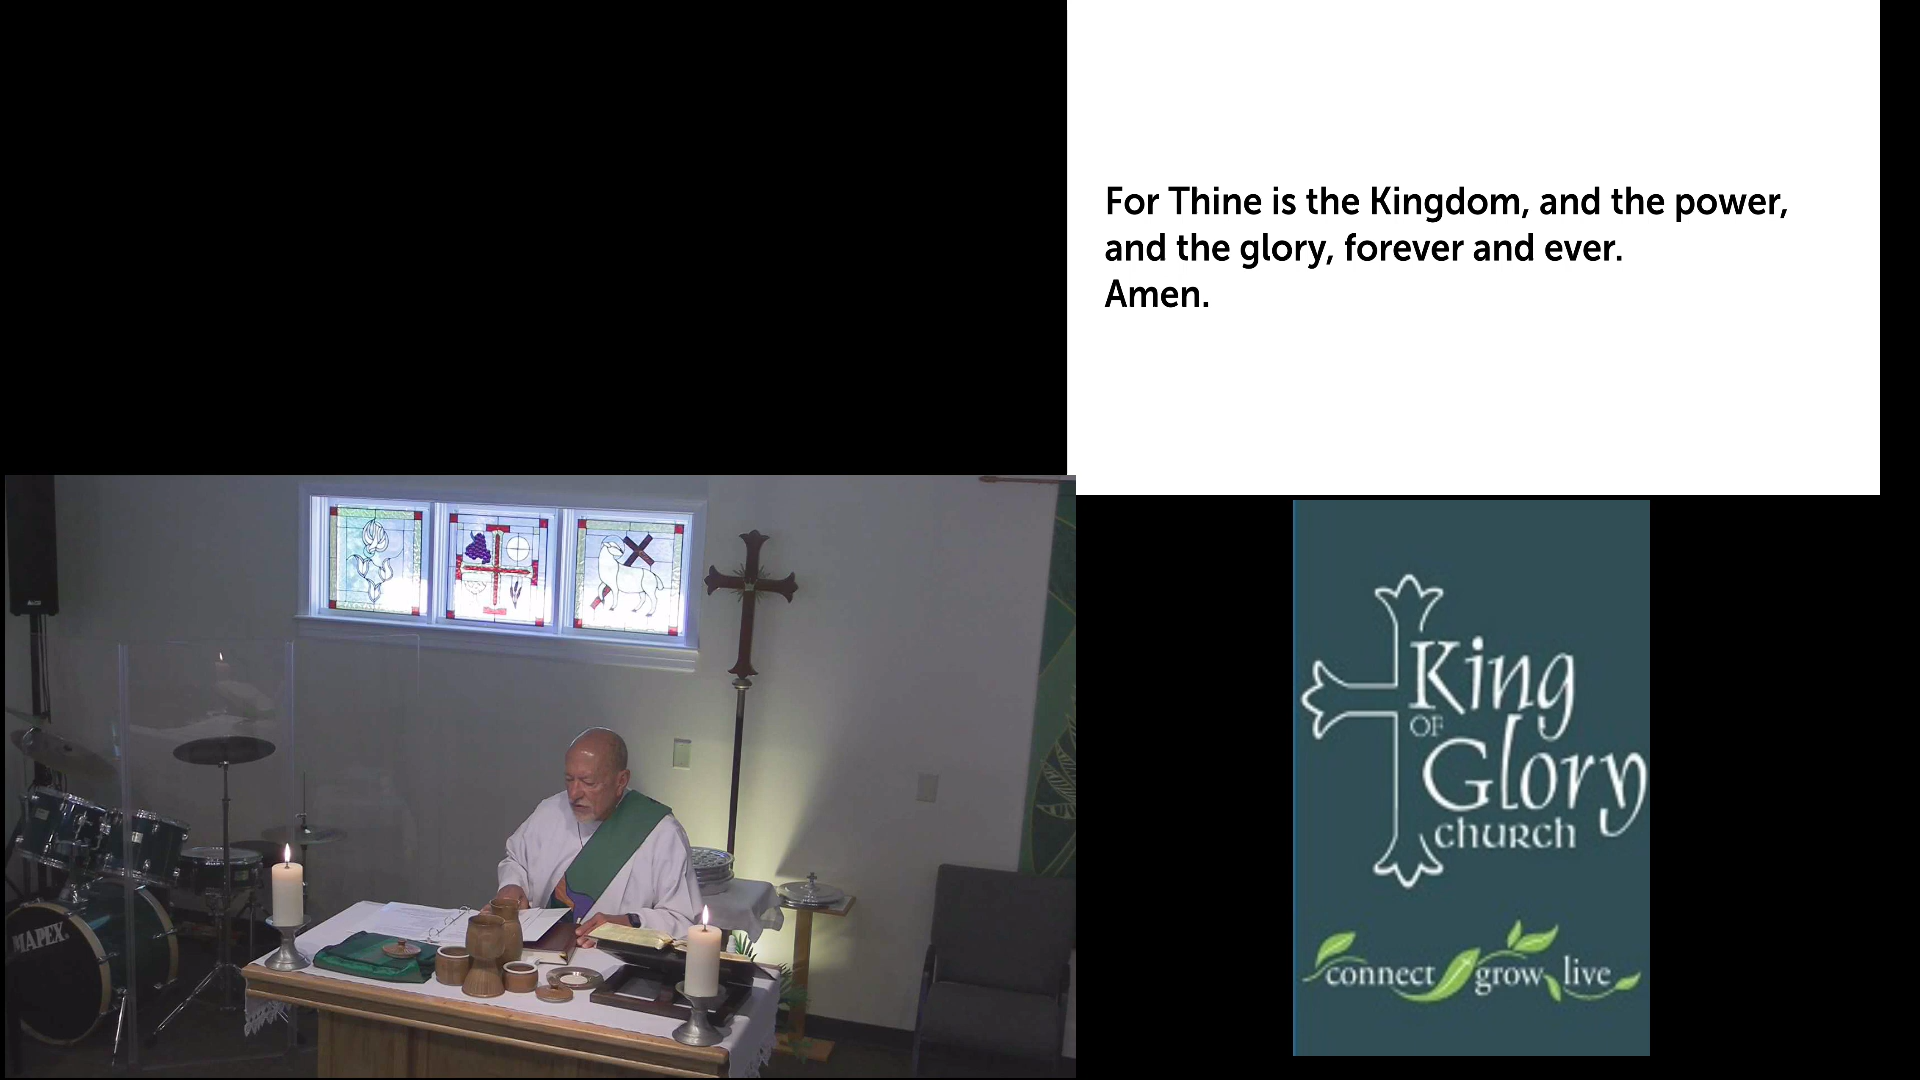 For Thine is the Kingdom, and the power,
and the glory, forever and ever.
Amen.
King
OF
Glory
church
connect grow live
MAPEX.